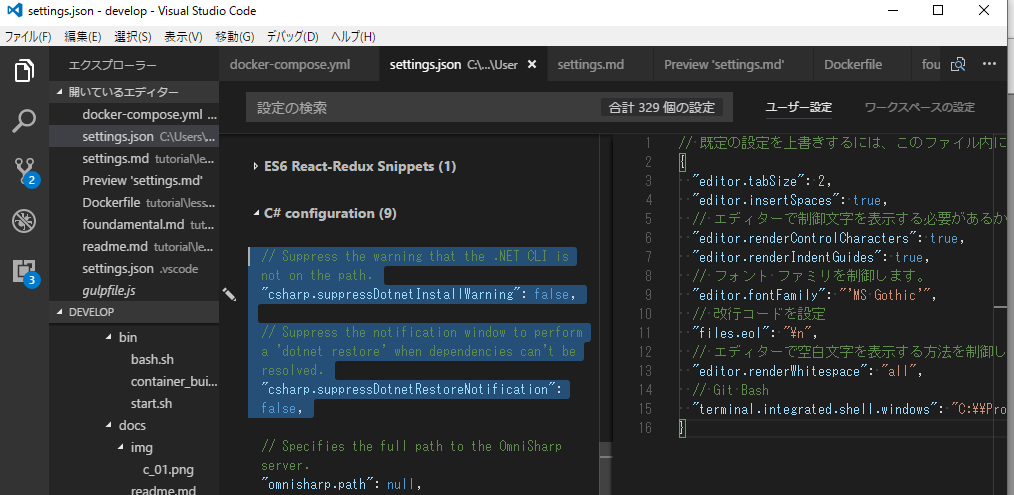 settings.json - develop - Visual Studio Code
ファイル(F) 編集(E) 選択(S) 表示(V) 移動(G) デバッグ(D) ヘルプ(H)
エクスプローラー
docker-compose.yml settings.json C:\...\User × settings.md Preview 'settings.md' Dockerfile fou
開いているエディター
docker-compose.yml ...
settings.json C:\Users\...
settings.md tutorial\le...
Preview 'settings.md'
Dockerfile tutorial\less...
foundamental.md tutorial\...
readme.md tutorial\less...
settings.json .vscode
gulpfile.js
2
3
DEVELOP
bin
bash.sh
container_bui...
start.sh
docs
img
c_01.png
readme.md
設定の検索 合計 329 個の設定 ユーザー設定 ワークスペースの設定
ES6 React-Redux Snippets (1)
C# configuration (9)
// Suppress the warning that the .NET CLI is
not on the path.
"csharp.suppressDotnetInstallWarning": false,
// Suppress the notification window to perform
a 'dotnet restore' when dependencies can't be
resolved.
"csharp.suppressDotnetRestoreNotification":
false,
// Specifies the full path to the OmniSharp
server.
"omnisharp.path": null,
1 // 既定の設定を上書きするには、このファイル内に
2 {
3 "editor.tabSize": 2,
4 "editor.insertSpaces": true,
5 // エディターで制御文字を表示する必要があるか
6 "editor.renderControlCharacters": true,
7 "editor.renderIndentGuides": true,
8 // フォント ファミリを制御します。
9 "editor.fontFamily": "'MS Gothic'",
10 // 改行コードを設定
11 "files.eol": "\n",
12 // エディターで空白文字を表示する方法を制御し
13 "editor.renderWhitespace": "all",
14 // Git Bash
15 "terminal.integrated.shell.windows": "C:\\Pro
16 }